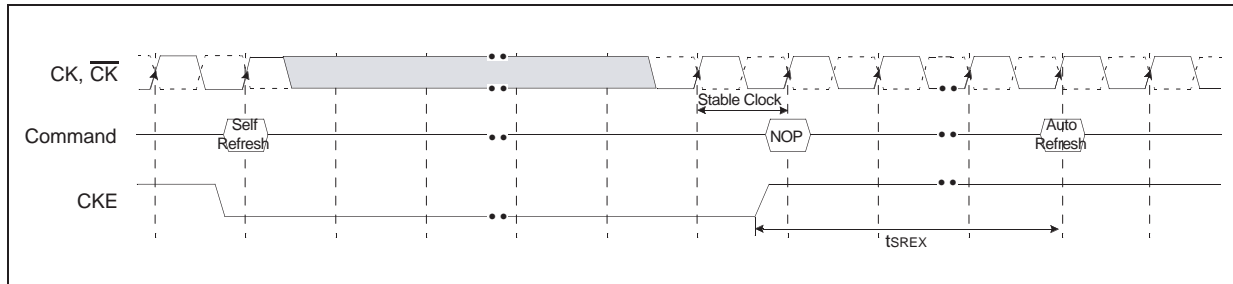 CK, CK
Stable Clock
Command
Self
Refresh
NOP
Auto
Refresh
CKE
tSREX